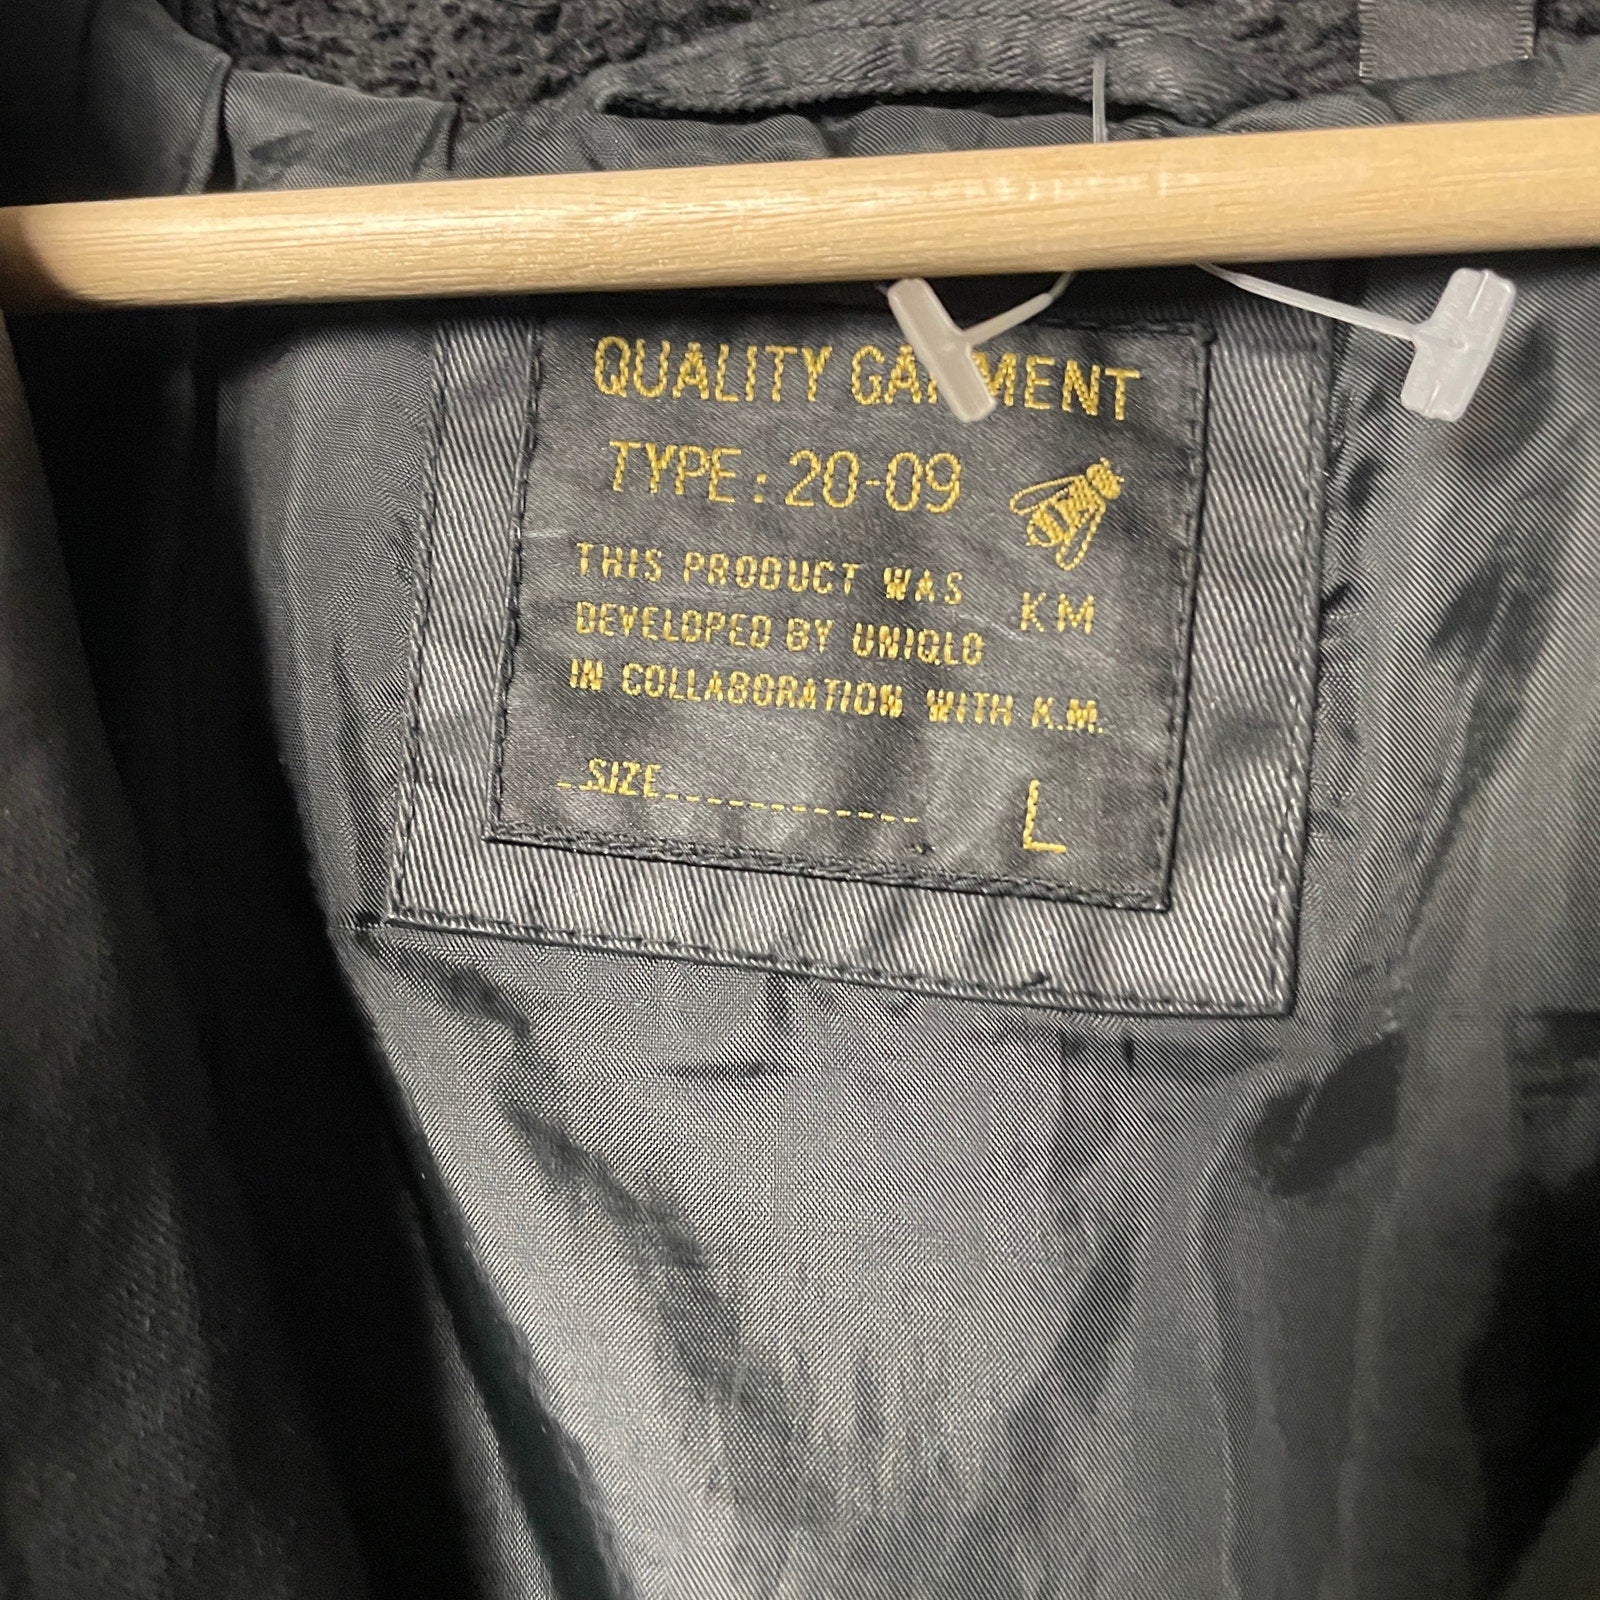 QUALITY GARMENT
TYPE: 20-09
THIS PRODUCT WAS
DEVELOPED BY UNIQLO
IN COLLABORATION WITH K.M.
KM
SIZE
L